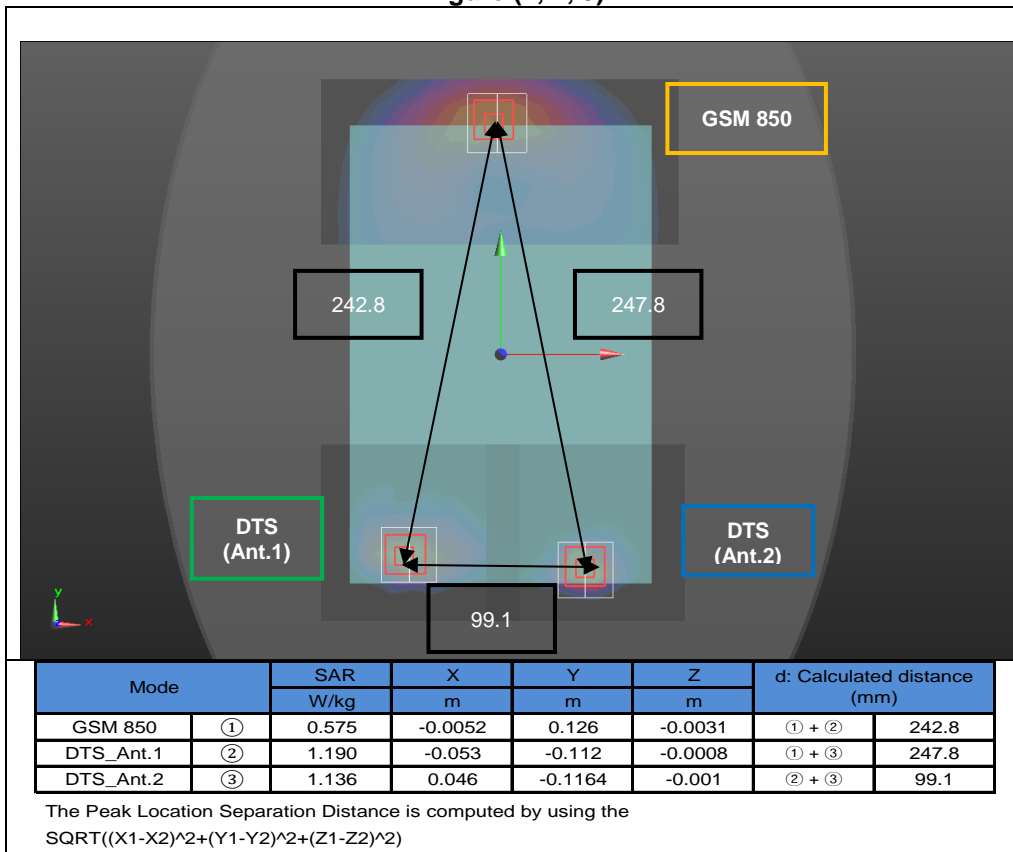 GSM 850
242.8
247.8
DTS
(Ant.1)
DTS
(Ant.2)
99.1
y
x
Mode SAR X Y Z d: Calculated distance
W/kg m m m (mm)
GSM 850 ① 0.575 -0.0052 0.126 -0.0031 ① + ② 242.8
DTS_Ant.1 ② 1.190 -0.053 -0.112 -0.0008 ① + ③ 247.8
DTS_Ant.2 ③ 1.136 0.046 -0.1164 -0.001 ② + ③ 99.1
The Peak Location Separation Distance is computed by using the
SQRT((X1-X2)^2+(Y1-Y2)^2+(Z1-Z2)^2)